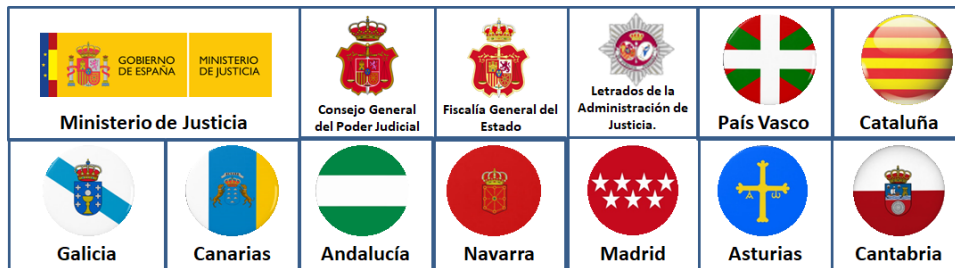 GOBIERNO
DE ESPAÑA
MINISTERIO
DE JUSTICIA
Ministerio de Justicia
Consejo General
del Poder Judicial
Fiscalía General del
Estado
Letrados de la
Administración de
Justicia.
País Vasco
Cataluña
Galicia
Canarias
Andalucía
Navarra
Madrid
Asturias
Cantabria